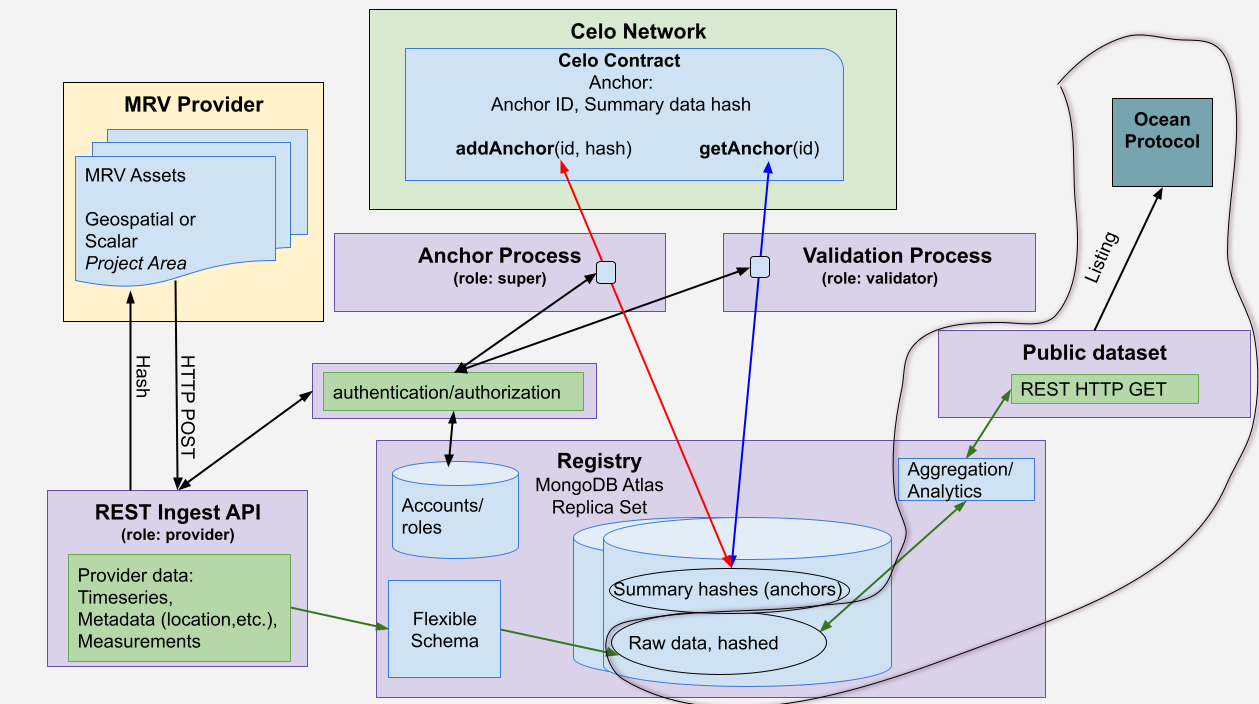 Celo Network
Celo Contract
Anchor:
Anchor ID, Summary data hash
addAnchor(id, hash)
getAnchor(id)
MRV Provider
MRV Assets
Geospatial or
Scalar
Project Area
Ocean
Protocol
Listing
Anchor Process
(role: super)
Validation Process
(role: validator)
Hash
HTTP POST
authentication/authorization
Public dataset
REST HTTP GET
Registry
MongoDB Atlas
Replica Set
Accounts/
roles
Aggregation/
Analytics
REST Ingest API
(role: provider)
Provider data:
Timeseries,
Metadata (location,etc.),
Measurements
Flexible
Schema
Summary hashes (anchors)
Raw data, hashed